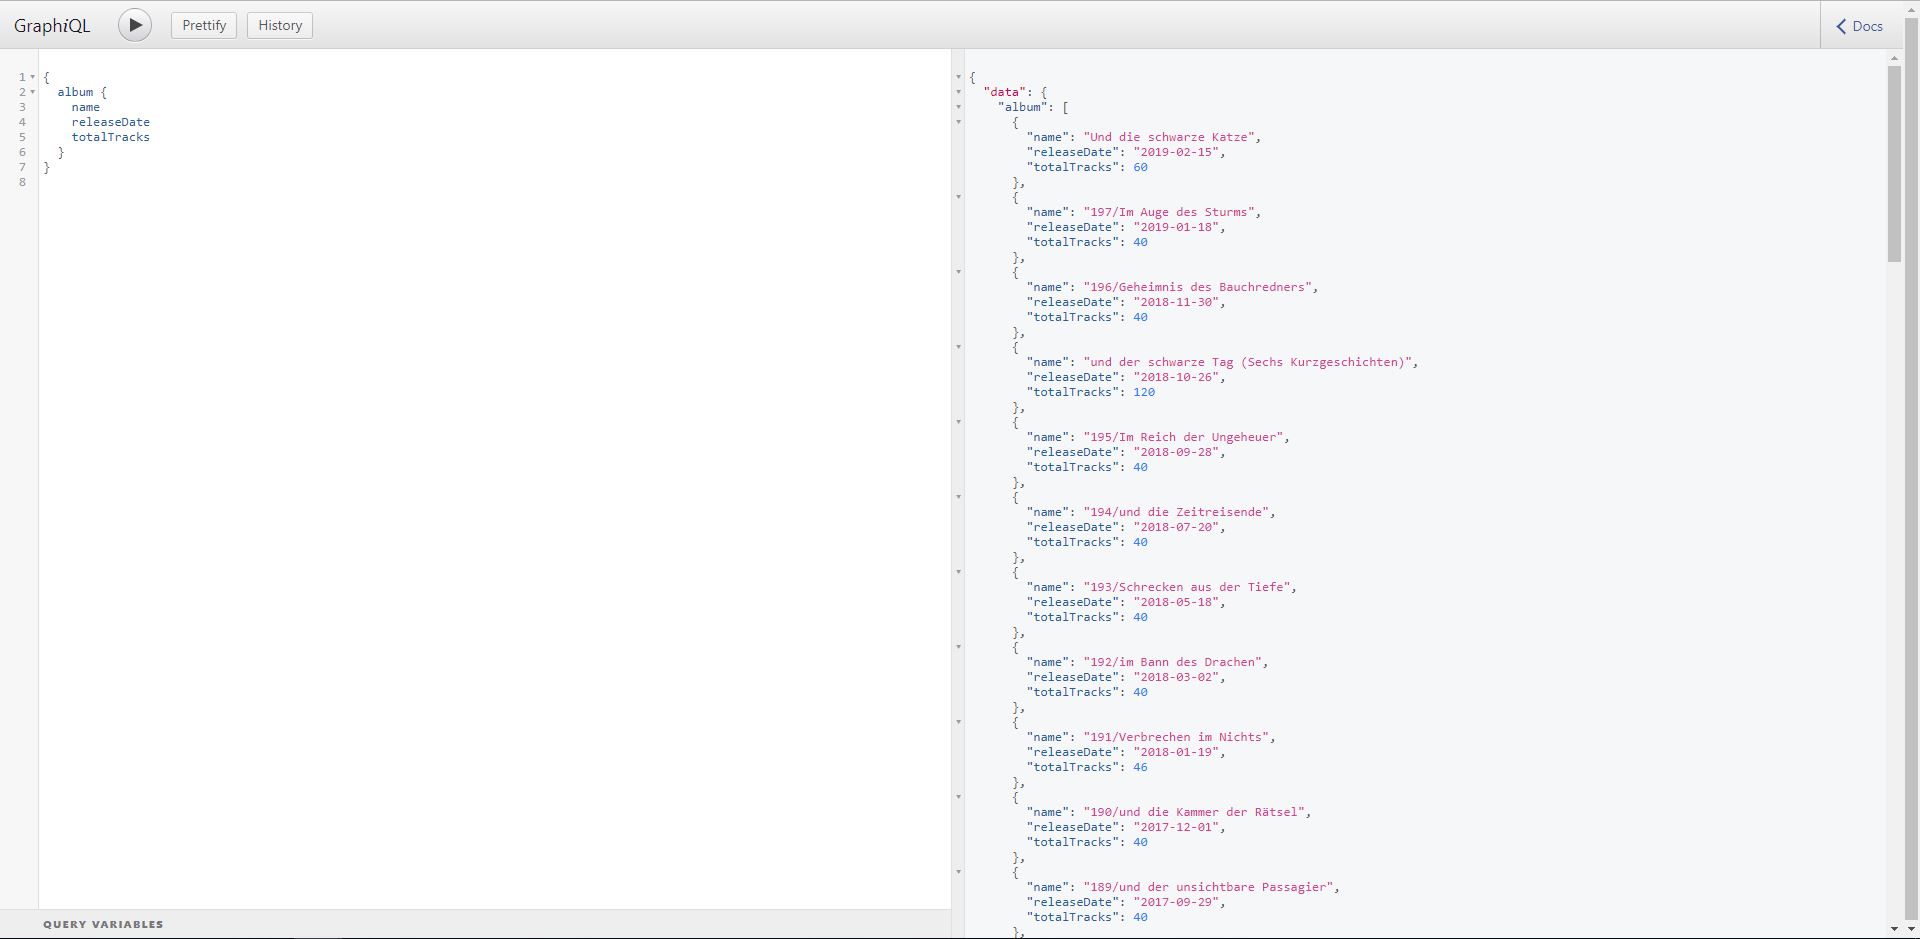 GraphiQL Prettify History Docs
1 {
2 album {
3 name
4 releaseDate
5 totalTracks
6 }
7 }
8
{
"data": {
"album": [
{
"name": "Und die schwarze Katze",
"releaseDate": "2019-02-15",
"totalTracks": 60
},
{
"name": "197/Im Auge des Sturms",
"releaseDate": "2019-01-18",
"totalTracks": 40
},
{
"name": "196/Geheimnis des Bauchredners",
"releaseDate": "2018-11-30",
"totalTracks": 40
},
{
"name": "und der schwarze Tag (Sechs Kurzgeschichten)",
"releaseDate": "2018-10-26",
"totalTracks": 120
},
{
"name": "195/Im Reich der Ungeheuer",
"releaseDate": "2018-09-28",
"totalTracks": 40
},
{
"name": "194/und die Zeitreisende",
"releaseDate": "2018-07-20",
"totalTracks": 40
},
{
"name": "193/Schrecken aus der Tiefe",
"releaseDate": "2018-05-18",
"totalTracks": 40
},
{
"name": "192/im Bann des Drachen",
"releaseDate": "2018-03-02",
"totalTracks": 40
},
{
"name": "191/Verbrechen im Nichts",
"releaseDate": "2018-01-19",
"totalTracks": 46
},
{
"name": "190/und die Kammer der Rätsel",
"releaseDate": "2017-12-01",
"totalTracks": 40
},
{
"name": "189/und der unsichtbare Passagier",
"releaseDate": "2017-09-29",
"totalTracks": 40
},
QUERY VARIABLES